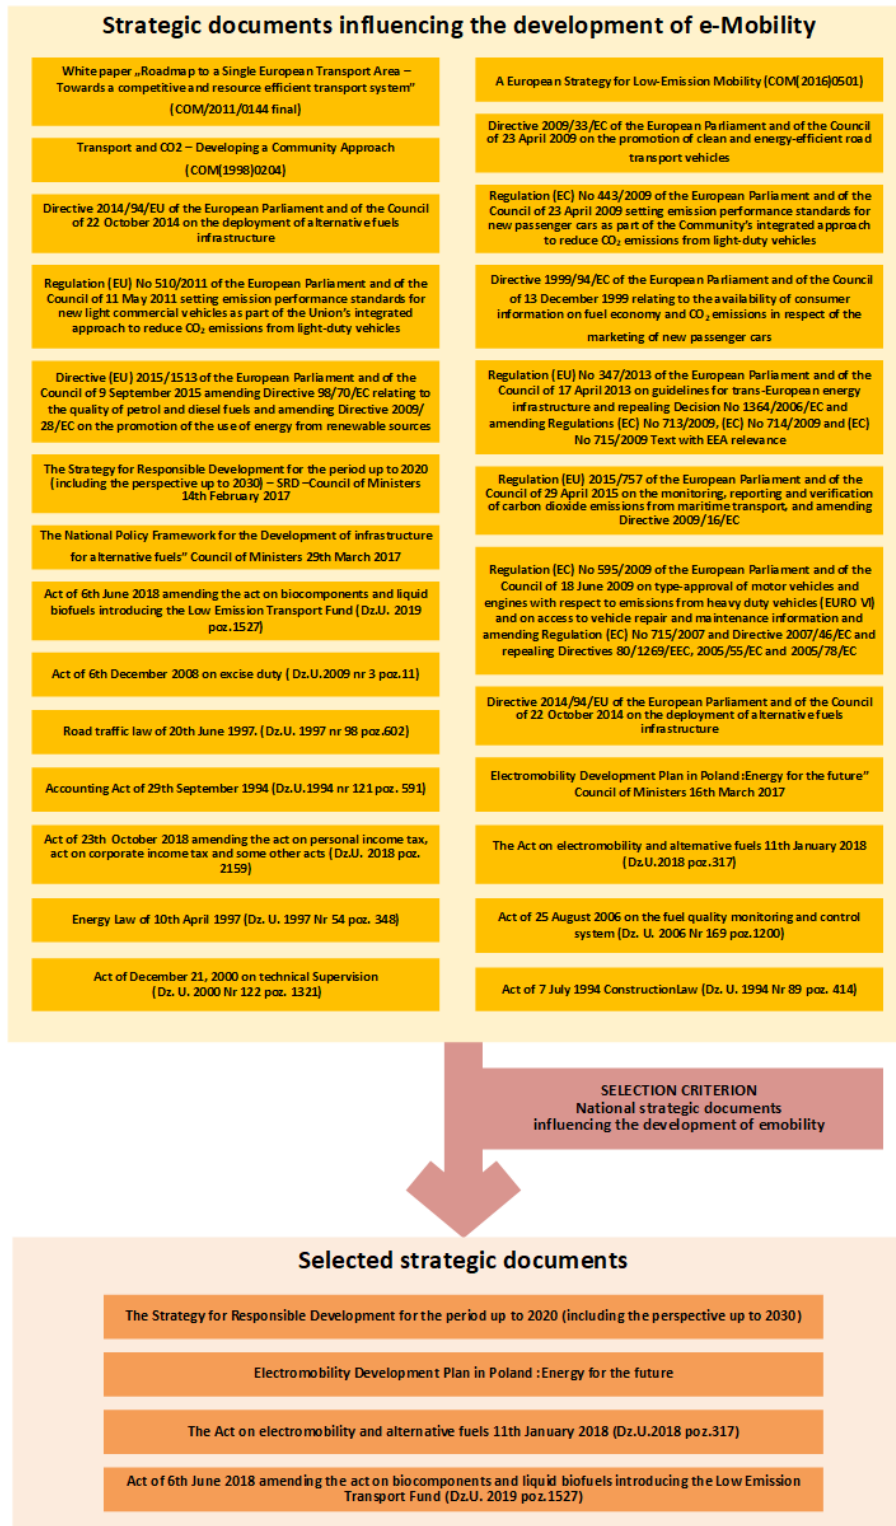 Strategic documents influencing the development of e-Mobility
White paper „Roadmap to a Single European Transport Area –
Towards a competitive and resource efficient transport system”
(COM/2011/0144 final)
Transport and CO2 – Developing a Community Approach
(COM(1998)0204)
Directive 2014/94/EU of the European Parliament and of the Council
of 22 October 2014 on the deployment of alternative fuels
infrastructure
Regulation (EU) No 510/2011 of the European Parliament and of the
Council of 11 May 2011 setting emission performance standards for
new light commercial vehicles as part of the Union's integrated
approach to reduce CO₂ emissions from light-duty vehicles
Directive (EU) 2015/1513 of the European Parliament and of the
Council of 9 September 2015 amending Directive 98/70/EC relating to
the quality of petrol and diesel fuels and amending Directive 2009/
28/EC on the promotion of the use of energy from renewable sources
The Strategy for Responsible Development for the period up to 2020
(including the perspective up to 2030) – SRD –Council of Ministers
14th February 2017
The National Policy Framework for the Development of infrastructure
for alternative fuels” Council of Ministers 29th March 2017
Act of 6th June 2018 amending the act on biocomponents and liquid
biofuels introducing the Low Emission Transport Fund (Dz.U. 2019
poz.1527)
Act of 6th December 2008 on excise duty ( Dz.U.2009 nr 3 poz.11)
Road traffic law of 20th June 1997. (Dz.U. 1997 nr 98 poz.602)
Accounting Act of 29th September 1994 (Dz.U.1994 nr 121 poz. 591)
Act of 23th October 2018 amending the act on personal income tax,
act on corporate income tax and some other acts (Dz.U. 2018 poz.
2159)
Energy Law of 10th April 1997 (Dz. U. 1997 Nr 54 poz. 348)
Act of December 21, 2000 on technical Supervision
(Dz. U. 2000 Nr 122 poz. 1321)
A European Strategy for Low-Emission Mobility (COM(2016)0501)
Directive 2009/33/EC of the European Parliament and of the Council
of 23 April 2009 on the promotion of clean and energy-efficient road
transport vehicles
Regulation (EC) No 443/2009 of the European Parliament and of the
Council of 23 April 2009 setting emission performance standards for
new passenger cars as part of the Community's integrated approach
to reduce CO₂ emissions from light-duty vehicles
Directive 1999/94/EC of the European Parliament and of the Council
of 13 December 1999 relating to the availability of consumer
information on fuel economy and CO₂ emissions in respect of the
marketing of new passenger cars
Regulation (EU) No 347/2013 of the European Parliament and of the
Council of 17 April 2013 on guidelines for trans-European energy
infrastructure and repealing Decision No 1364/2006/EC and
amending Regulations (EC) No 713/2009, (EC) No 714/2009 and (EC)
No 715/2009 Text with EEA relevance
Regulation (EU) 2015/757 of the European Parliament and of the
Council of 29 April 2015 on the monitoring, reporting and verification
of carbon dioxide emissions from maritime transport, and amending
Directive 2009/16/EC
Regulation (EC) No 595/2009 of the European Parliament and of the
Council of 18 June 2009 on type-approval of motor vehicles and
engines with respect to emissions from heavy duty vehicles (EURO VI)
and on access to vehicle repair and maintenance information and
amending Regulation (EC) No 715/2007 and Directive 2007/46/EC and
repealing Directives 80/1269/EEC, 2005/55/EC and 2005/78/EC
Directive 2014/94/EU of the European Parliament and of the Council
of 22 October 2014 on the deployment of alternative fuels
infrastructure
Electromobility Development Plan in Poland :Energy for the future”
Council of Ministers 16th March 2017
The Act on electromobility and alternative fuels 11th January 2018
(Dz.U.2018 poz.317)
Act of 25 August 2006 on the fuel quality monitoring and control
system (Dz. U. 2006 Nr 169 poz.1200)
Act of 7 July 1994 ConstructionLaw (Dz. U. 1994 Nr 89 poz. 414)
SELECTION CRITERION
National strategic documents
influencing the development of emobility
Selected strategic documents
The Strategy for Responsible Development for the period up to 2020 (including the perspective up to 2030)
Electromobility Development Plan in Poland :Energy for the future
The Act on electromobility and alternative fuels 11th January 2018 (Dz.U.2018 poz.317)
Act of 6th June 2018 amending the act on biocomponents and liquid biofuels introducing the Low Emission
Transport Fund (Dz.U. 2019 poz.1527)